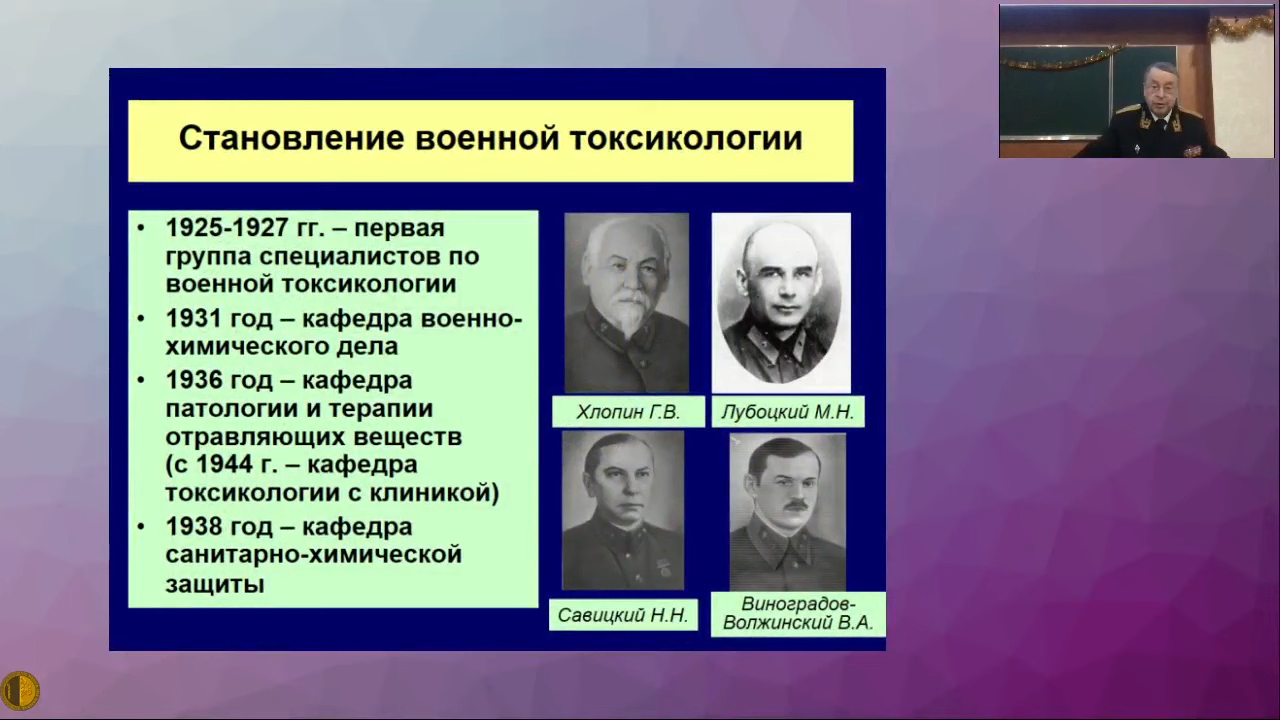 Становление военной токсикологии
• 1925-1927 гг. – первая
группа специалистов по
военной токсикологии
• 1931 год – кафедра военно-
химического дела
• 1936 год – кафедра
патологии и терапии
отравляющих веществ
(с 1944 г. – кафедра
токсикологии с клиникой)
• 1938 год – кафедра
санитарно-химической
защиты
Хлопин Г.В.
Лубоцкий М.Н.
Савицкий Н.Н.
Виноградов-
Волжинский В.А.